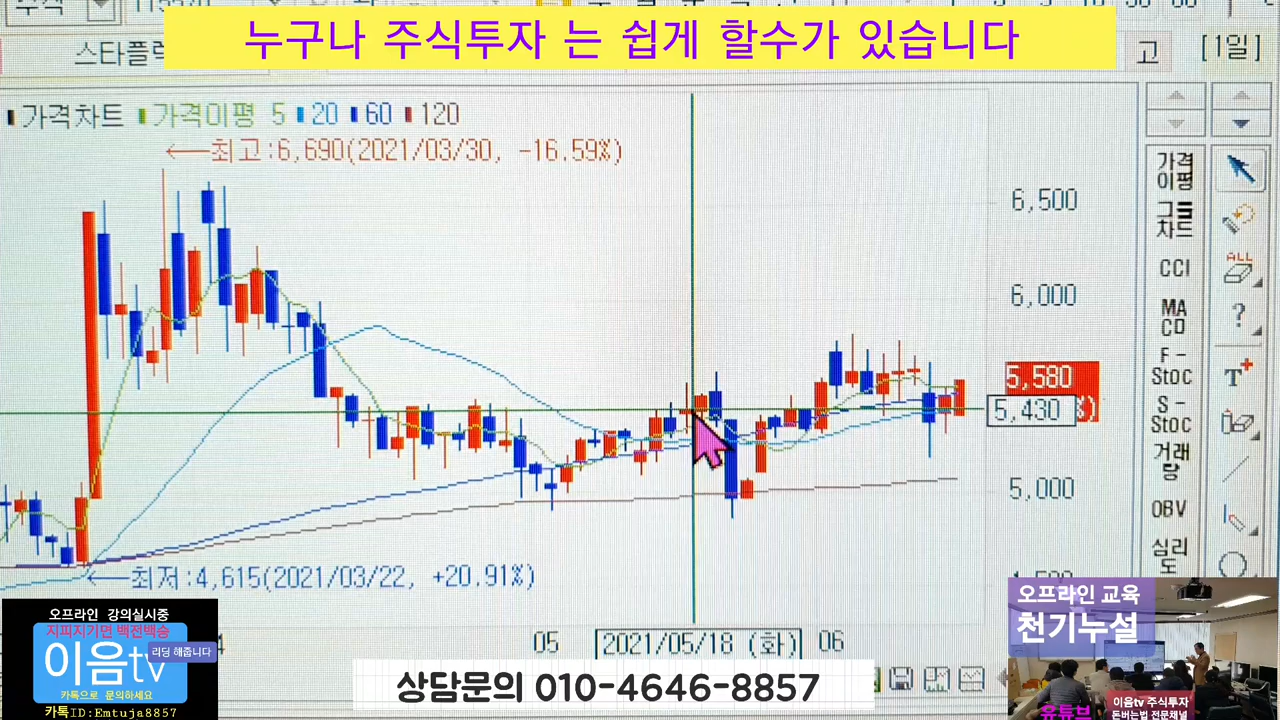 누구나 주식투자 는 쉽게 할수가 있습니다
스타플렉
고 [1일]
가격차트 가격이평 5 20 60 120
←최고:6,690(2021/03/30, -16.59%)
6,500
6,000
5,580
5,430
5,000
←최저:4,615(2021/03/22, +20.91%)
05 2021/05/18 (화) 06
가격
이평
그물
차트
CCI
MA
CD
F-
Stoc
S-
Stoc
거래
량
OBV
심리
도
ALL
?
T+
오프라인 강의실시중
지피지기면 백전백승
이음tv
리딩 해줍니다
카톡으로 문의하세요
카톡ID:Emtuja8857
상담문의 010-4646-8857
오프라인 교육
천기누설
이음tv 주식투자
유튜브 돈버는법 전문채널